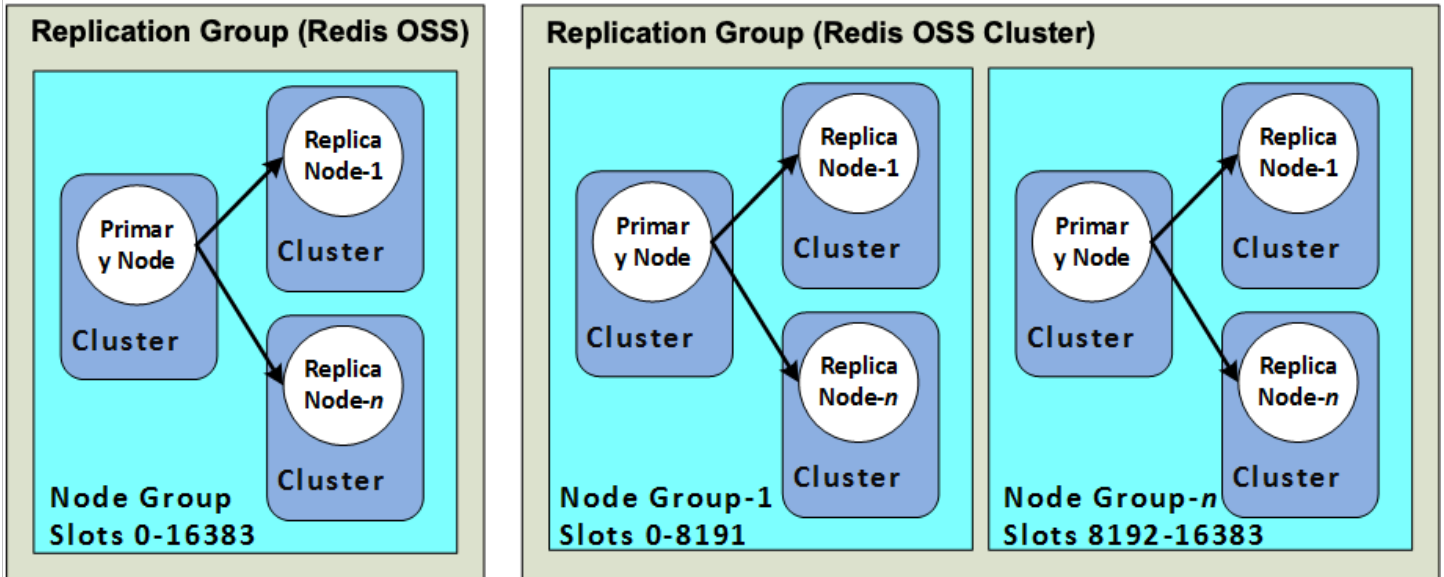 Replication Group (Redis OSS)
Replica
Node-1
Cluster
Primar
y Node
Cluster
Replica
Node-n
Cluster
Node Group
Slots 0-16383
Replication Group (Redis OSS Cluster)
Replica
Node-1
Cluster
Primar
y Node
Cluster
Replica
Node-n
Cluster
Node Group-1
Slots 0-8191
Replica
Node-1
Cluster
Primar
y Node
Cluster
Replica
Node-n
Cluster
Node Group-n
Slots 8192-16383